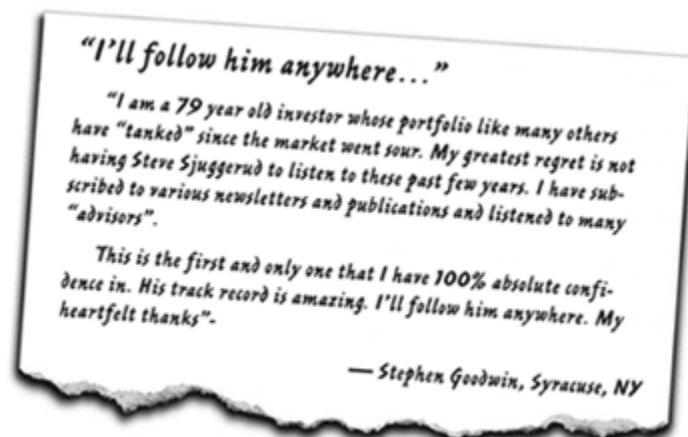 “I’ll follow him anywhere...”
“I am a 79 year old investor whose portfolio like many others
have “tanked” since the market went sour. My greatest regret is not
having Steve Sjuggerud to listen to these past few years. I have sub-
scribed to various newsletters and publications and listened to many
“advisors”.
This is the first and only one that I have 100% absolute confi-
dence in. His track record is amazing. I’ll follow him anywhere. My
heartfelt thanks”-
— Stephen Goodwin, Syracuse, NY